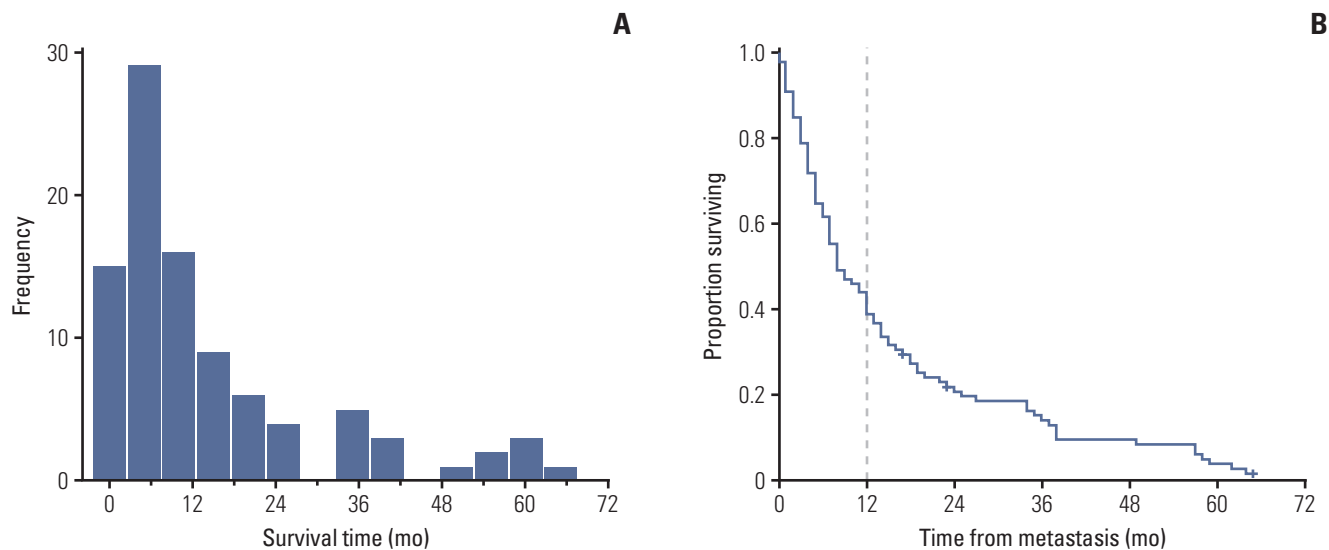 A
30
20
10
0
Frequency
0 12 24 36 48 60 72
Survival time (mo)
B
1.0
0.8
0.6
0.4
0.2
0
Proportion surviving
12 24 36 48 60 72
Time from metastasis (mo)